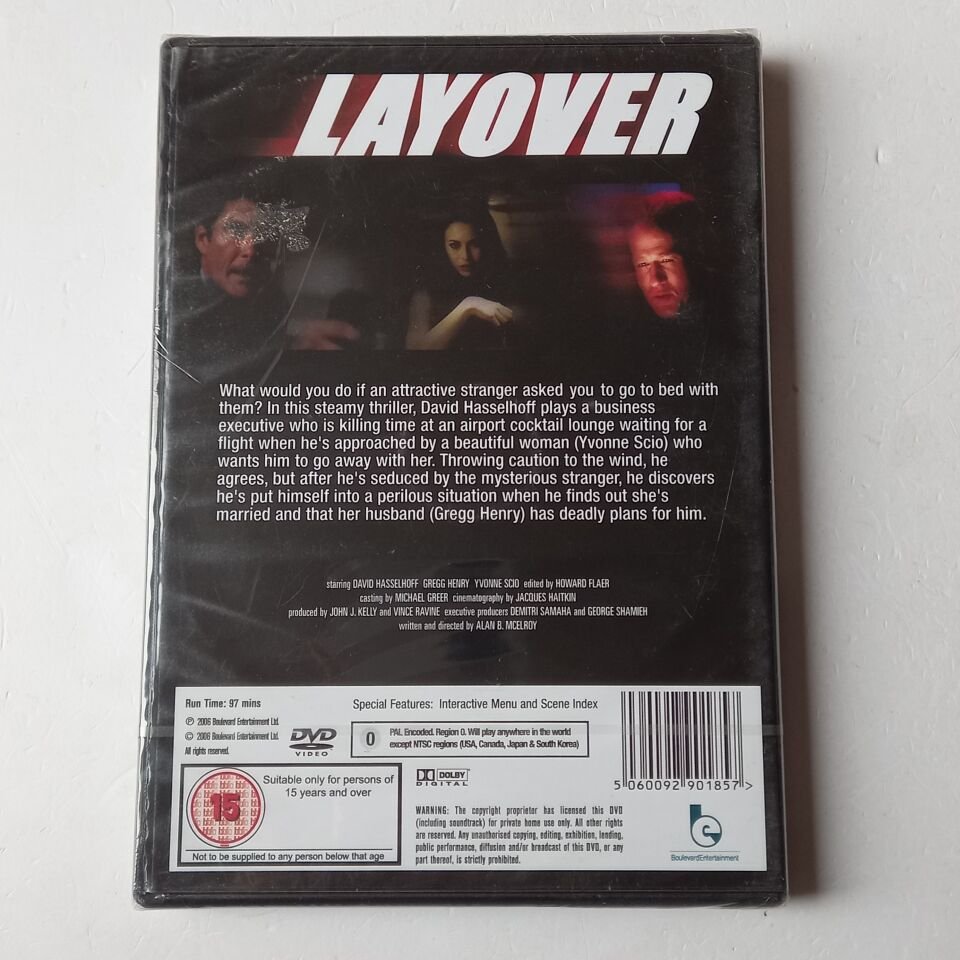 LAYOVER
What would you do if an attractive stranger asked you to go to bed with
them? In this steamy thriller, David Hasselhoff plays a business
executive who is killing time at an airport cocktail lounge waiting for a
flight when he's approached by a beautiful woman (Yvonne Scio) who
wants him to go away with her. Throwing caution to the wind, he
agrees, but after he's seduced by the mysterious stranger, he discovers
he's put himself into a perilous situation when he finds out she's
married and that her husband (Gregg Henry) has deadly plans for him.
starring DAVID HASSELHOFF GREGG HENRY YVONNE SCIO edited by HOWARD FLAER
casting by MICHAEL GREER cinematography by JACQUES HAITKIN
produced by JOHN J. KELLY and VINCE RAVINE executive producers DEMITRI SAMAHA and GEORGE SHAMIEH
written and directed by ALAN B. MCELROY
Run Time: 97 mins
℗ 2006 Boulevard Entertainment Ltd.
© 2006 Boulevard Entertainment Ltd.
All rights reserved.
DVD
VIDEO
Special Features: Interactive Menu and Scene Index
0
PAL Encoded. Region 0. Will play anywhere in the world
except NTSC regions (USA, Canada, Japan & South Korea)
15
Suitable only for persons of
15 years and over
Not to be supplied to any person below that age
DOLBY
DIGITAL
WARNING: The copyright proprietor has licensed this DVD
(including soundtrack) for private home use only. All other rights
are reserved. Any unauthorised copying, editing, exhibition, lending,
public performance, diffusion and/or broadcast of this DVD, or any
part thereof, is strictly prohibited.
5 060092 901857 >
be
BoulevardEntertainment